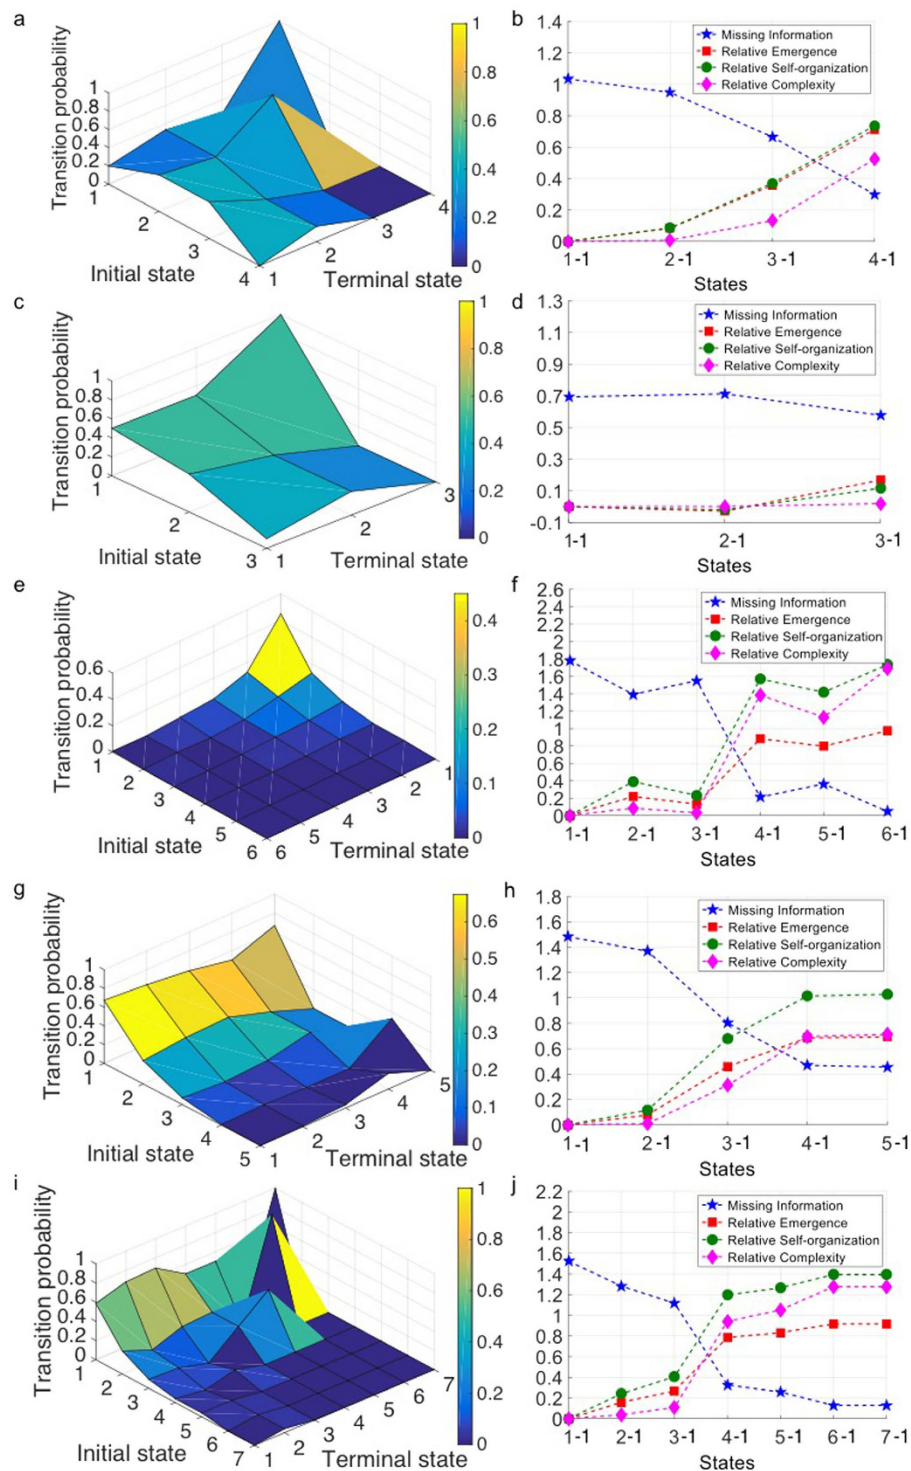 a
Transition probability
1
0.8
0.6
0.4
0.2
0
1
2
3
4
Initial state
1
2
3
4
Terminal state
1
0.8
0.6
0.4
0.2
0
b
1.4
1.2
1
0.8
0.6
0.4
0.2
0
Missing Information
Relative Emergence
Relative Self-organization
Relative Complexity
1-1 2-1 3-1 4-1
States
c
Transition probability
1
0.8
0.6
0.4
0.2
0
1
2
3
Initial state
1
2
3
Terminal state
1
0.8
0.6
0.4
0.2
0
d
1.3
1.1
0.9
0.7
0.5
0.3
0.1
-0.1
Missing Information
Relative Emergence
Relative Self-organization
Relative Complexity
1-1 2-1 3-1
States
e
Transition probability
0.6
0.4
0.2
0
1
2
3
4
5
6
Initial state
6
5
4
3
2
1
Terminal state
0.4
0.3
0.2
0.1
0
f
2.6
2.4
2.2
2
1.8
1.6
1.4
1.2
1
0.8
0.6
0.4
0.2
0
Missing Information
Relative Emergence
Relative Self-organization
Relative Complexity
1-1 2-1 3-1 4-1 5-1 6-1
States
g
Transition probability
1
0.8
0.6
0.4
0.2
0
1
2
3
4
5
Initial state
1
2
3
4
5
Terminal state
0.6
0.5
0.4
0.3
0.2
0.1
0
h
1.8
1.6
1.4
1.2
1
0.8
0.6
0.4
0.2
0
Missing Information
Relative Emergence
Relative Self-organization
Relative Complexity
1-1 2-1 3-1 4-1 5-1
States
i
Transition probability
1
0.8
0.6
0.4
0.2
0
1
2
3
4
5
6
7
Initial state
1
2
3
4
5
6
7
Terminal state
1
0.8
0.6
0.4
0.2
0
j
2.2
2
1.8
1.6
1.4
1.2
1
0.8
0.6
0.4
0.2
0
Missing Information
Relative Emergence
Relative Self-organization
Relative Complexity
1-1 2-1 3-1 4-1 5-1 6-1 7-1
States